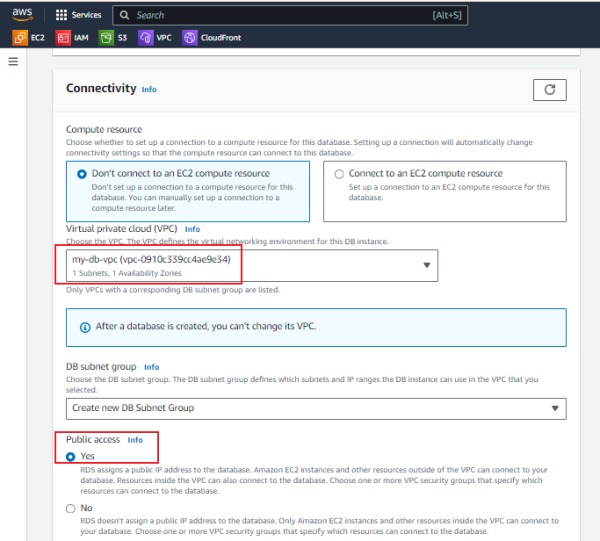 aws
Services
Search
[Alt+S]
EC2
IAM
S3
VPC
CloudFront
Connectivity Info
Compute resource
Choose whether to set up a connection to a compute resource for this database. Setting up a connection will automatically change
connectivity settings so that the compute resource can connect to this database.
Don't connect to an EC2 compute resource
Don't set up a connection to a compute resource for this
database. You can manually set up a connection to a
compute resource later.
Connect to an EC2 compute resource
Set up a connection to an EC2 compute resource for this
database.
Virtual private cloud (VPC) Info
Choose the VPC. The VPC defines the virtual networking environment for this DB instance.
my-db-vpc (vpc-0910c339cc4ae9e34)
1 Subnets, 1 Availability Zones
Only VPCs with a corresponding DB subnet group are listed.
After a database is created, you can't change its VPC.
DB subnet group Info
Choose the DB subnet group. The DB subnet group defines which subnets and IP ranges the DB instance can use in the VPC that you
selected.
Create new DB Subnet Group
Public access Info
Yes
RDS assigns a public IP address to the database. Amazon EC2 instances and other resources outside of the VPC can connect to your
database. Resources inside the VPC can also connect to the database. Choose one or more VPC security groups that specify which
resources can connect to the database.
No
RDS doesn't assign a public IP address to the database. Only Amazon EC2 instances and other resources inside the VPC can connect to
your database. Choose one or more VPC security groups that specify which resources can connect to the database.